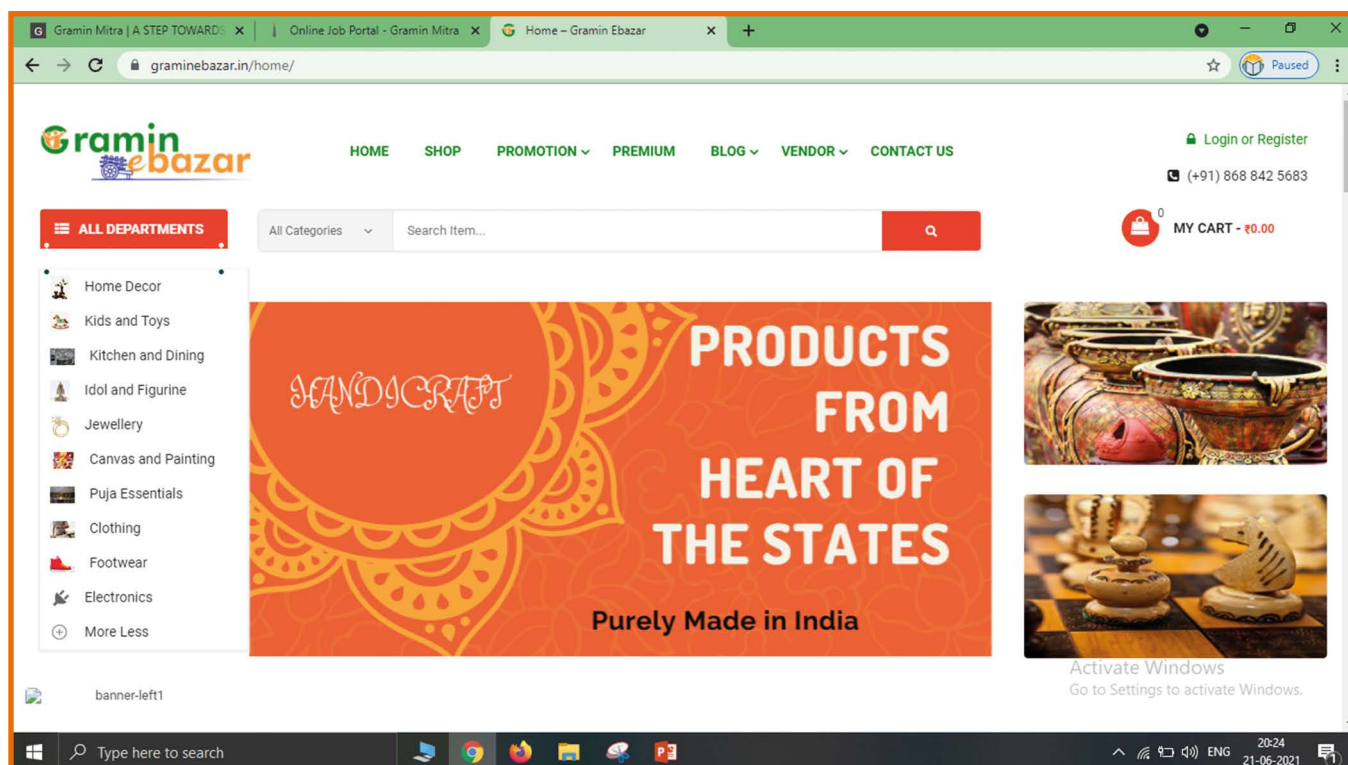 G Gramin Mitra | A STEP TOWARDS
Online Job Portal - Gramin Mitra
Home – Gramin Ebazar
graminebazar.in/home/
Paused
Gramin
ebazar
HOME SHOP PROMOTION PREMIUM BLOG VENDOR CONTACT US
Login or Register
(+91) 868 842 5683
ALL DEPARTMENTS
All Categories
Search Item...
0
MY CART - ₹0.00
Home Decor
Kids and Toys
Kitchen and Dining
Idol and Figurine
Jewellery
Canvas and Painting
Puja Essentials
Clothing
Footwear
Electronics
More Less
HANDICRAFT
PRODUCTS
FROM
HEART OF
THE STATES
Purely Made in India
banner-left1
Activate Windows
Go to Settings to activate Windows.
Type here to search
ENG
20:24
21-06-2021
1